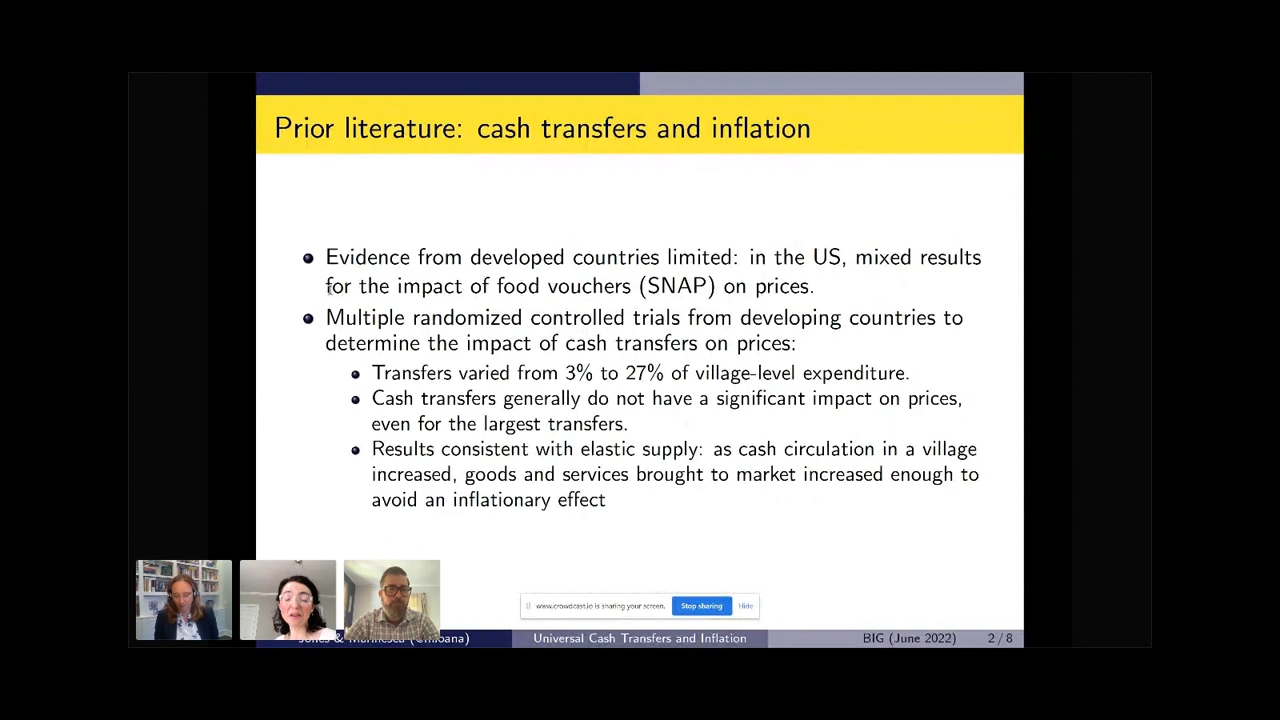 Prior literature: cash transfers and inflation
Evidence from developed countries limited: in the US, mixed results
for the impact of food vouchers (SNAP) on prices.
Multiple randomized controlled trials from developing countries to
determine the impact of cash transfers on prices:
Transfers varied from 3% to 27% of village-level expenditure.
Cash transfers generally do not have a significant impact on prices,
even for the largest transfers.
Results consistent with elastic supply: as cash circulation in a village
increased, goods and services brought to market increased enough to
avoid an inflationary effect
www.crowdcast.io is sharing your screen. Stop sharing Hide
Jones & Marinescu Universal Cash Transfers and Inflation BIG (June 2022) 2 / 8